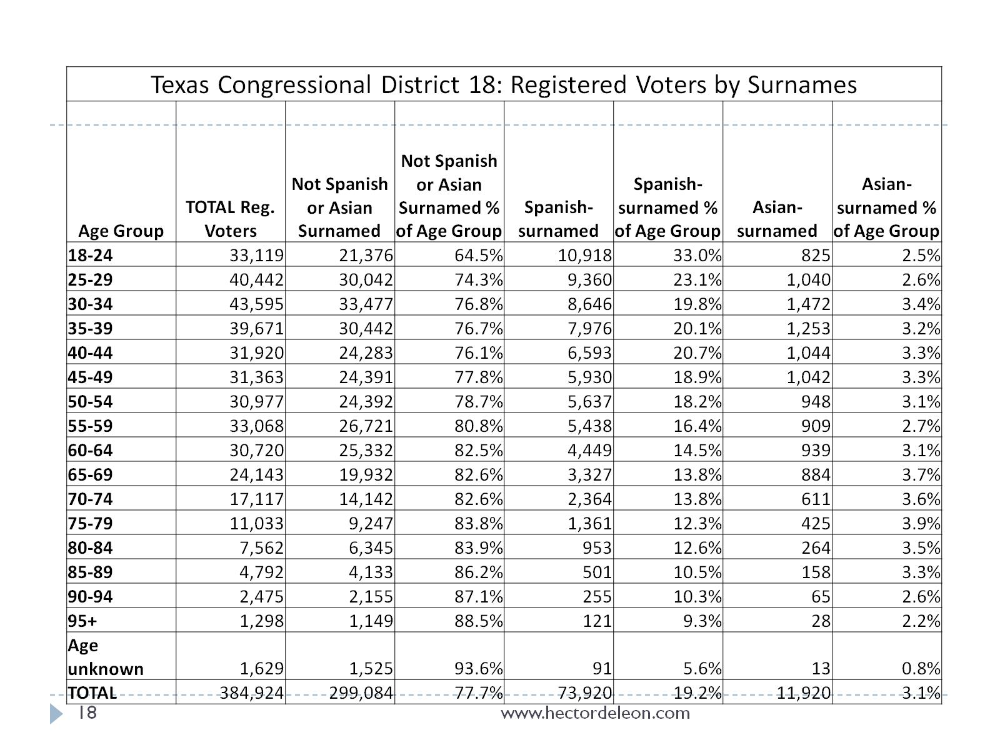 Texas Congressional District 18: Registered Voters by Surnames
Age Group TOTAL Reg. Voters Not Spanish or Asian Surnamed Not Spanish or Asian Surnamed % of Age Group Spanish-surnamed Spanish-surnamed % of Age Group Asian-surnamed Asian-surnamed % of Age Group
18-24 33,119 21,376 64.5% 10,918 33.0% 825 2.5%
25-29 40,442 30,042 74.3% 9,360 23.1% 1,040 2.6%
30-34 43,595 33,477 76.8% 8,646 19.8% 1,472 3.4%
35-39 39,671 30,442 76.7% 7,976 20.1% 1,253 3.2%
40-44 31,920 24,283 76.1% 6,593 20.7% 1,044 3.3%
45-49 31,363 24,391 77.8% 5,930 18.9% 1,042 3.3%
50-54 30,977 24,392 78.7% 5,637 18.2% 948 3.1%
55-59 33,068 26,721 80.8% 5,438 16.4% 909 2.7%
60-64 30,720 25,332 82.5% 4,449 14.5% 939 3.1%
65-69 24,143 19,932 82.6% 3,327 13.8% 884 3.7%
70-74 17,117 14,142 82.6% 2,364 13.8% 611 3.6%
75-79 11,033 9,247 83.8% 1,361 12.3% 425 3.9%
80-84 7,562 6,345 83.9% 953 12.6% 264 3.5%
85-89 4,792 4,133 86.2% 501 10.5% 158 3.3%
90-94 2,475 2,155 87.1% 255 10.3% 65 2.6%
95+ 1,298 1,149 88.5% 121 9.3% 28 2.2%
Age unknown 1,629 1,525 93.6% 91 5.6% 13 0.8%
TOTAL 384,924 299,084 77.7% 73,920 19.2% 11,920 3.1%
18 www.hectordeleon.com